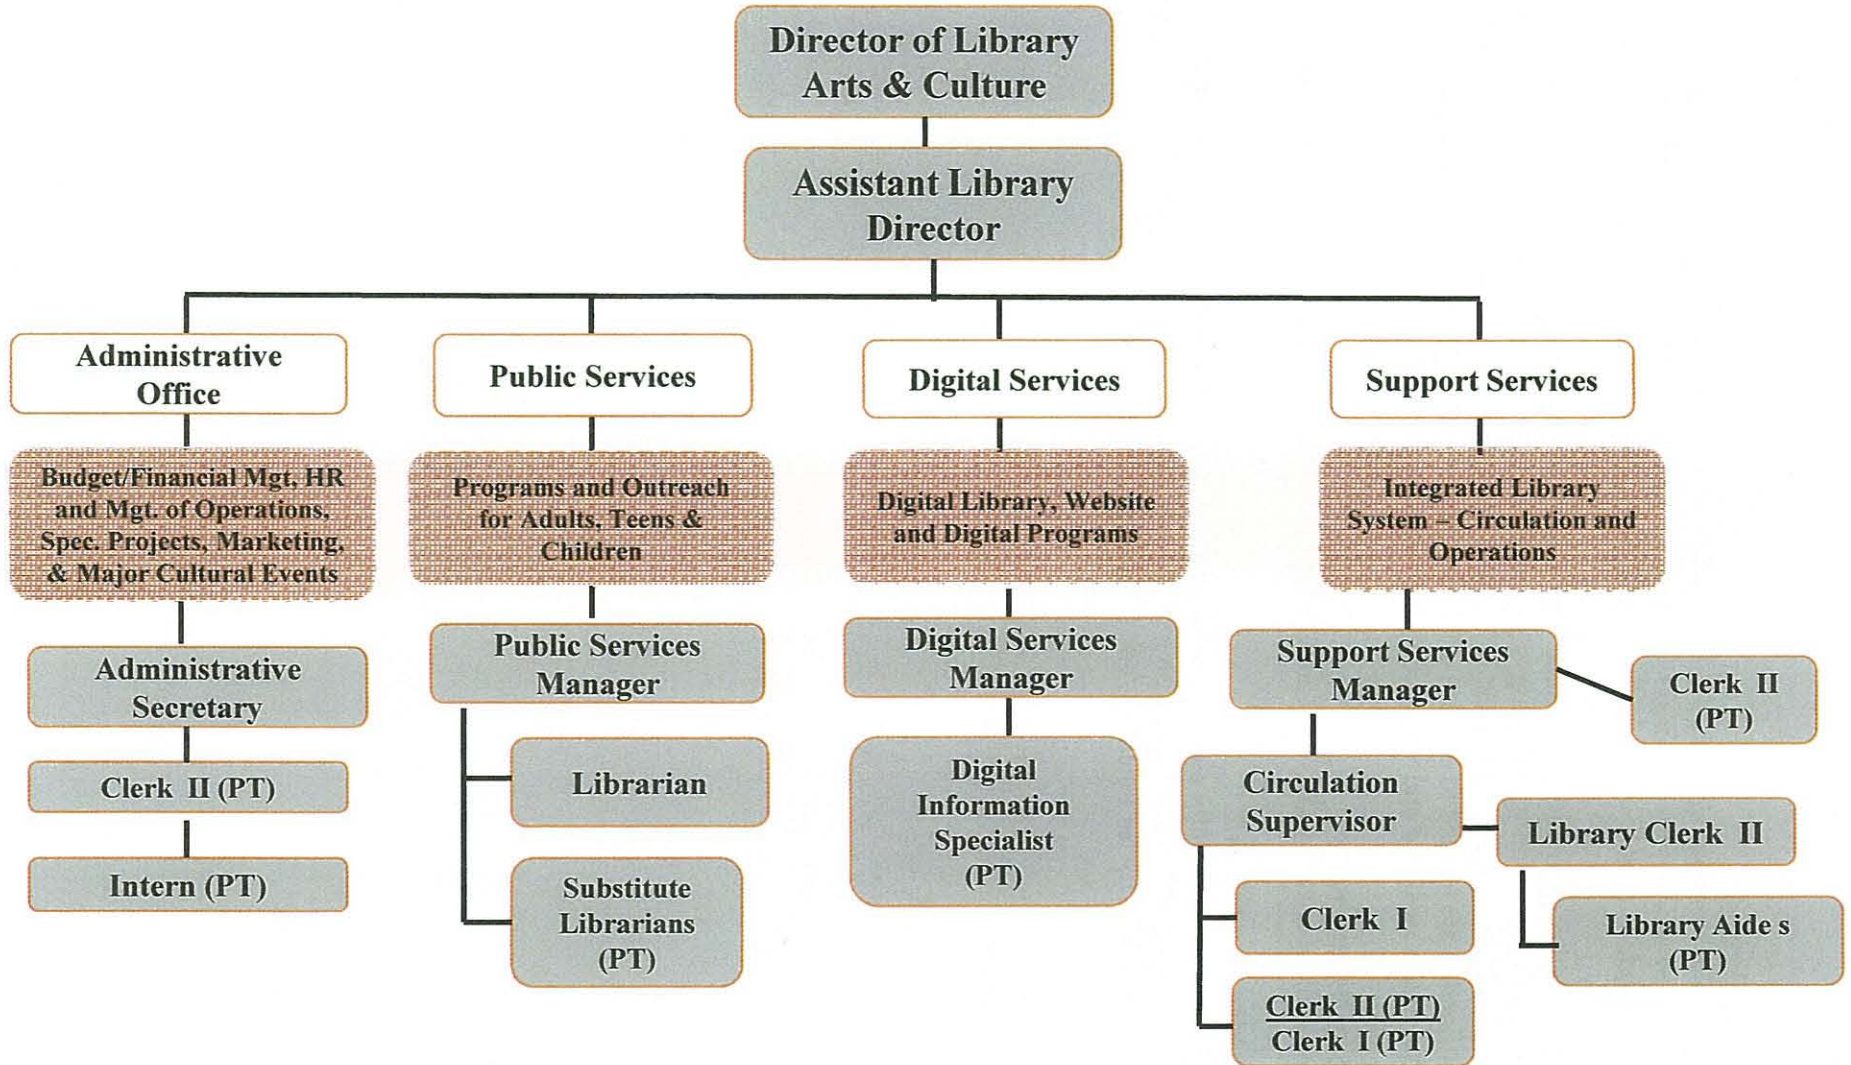 Director of Library
Arts & Culture
Assistant Library
Director
Administrative
Office
Public Services
Digital Services
Support Services
Budget/Financial Mgt, HR
and Mgt. of Operations,
Spec. Projects, Marketing,
& Major Cultural Events
Programs and Outreach
for Adults, Teens &
Children
Digital Library, Website
and Digital Programs
Integrated Library
System – Circulation and
Operations
Administrative
Secretary
Clerk II (PT)
Intern (PT)
Public Services
Manager
Librarian
Substitute
Librarians
(PT)
Digital Services
Manager
Digital
Information
Specialist
(PT)
Support Services
Manager
Clerk II
(PT)
Circulation
Supervisor
Library Clerk II
Clerk I
Library Aide s
(PT)
Clerk II (PT)
Clerk I (PT)